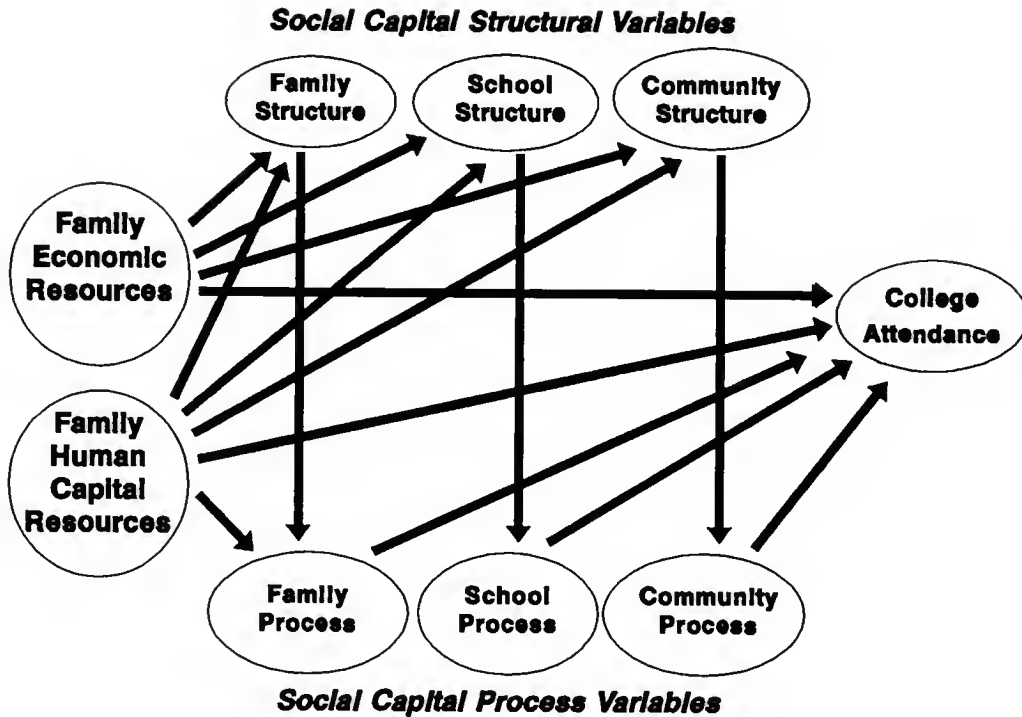 Social Capital Structural Variables
Family
Structure
School
Structure
Community
Structure
Family
Economic
Resources
College
Attendance
Family
Human
Capital
Resources
Family
Process
School
Process
Community
Process
Social Capital Process Variables